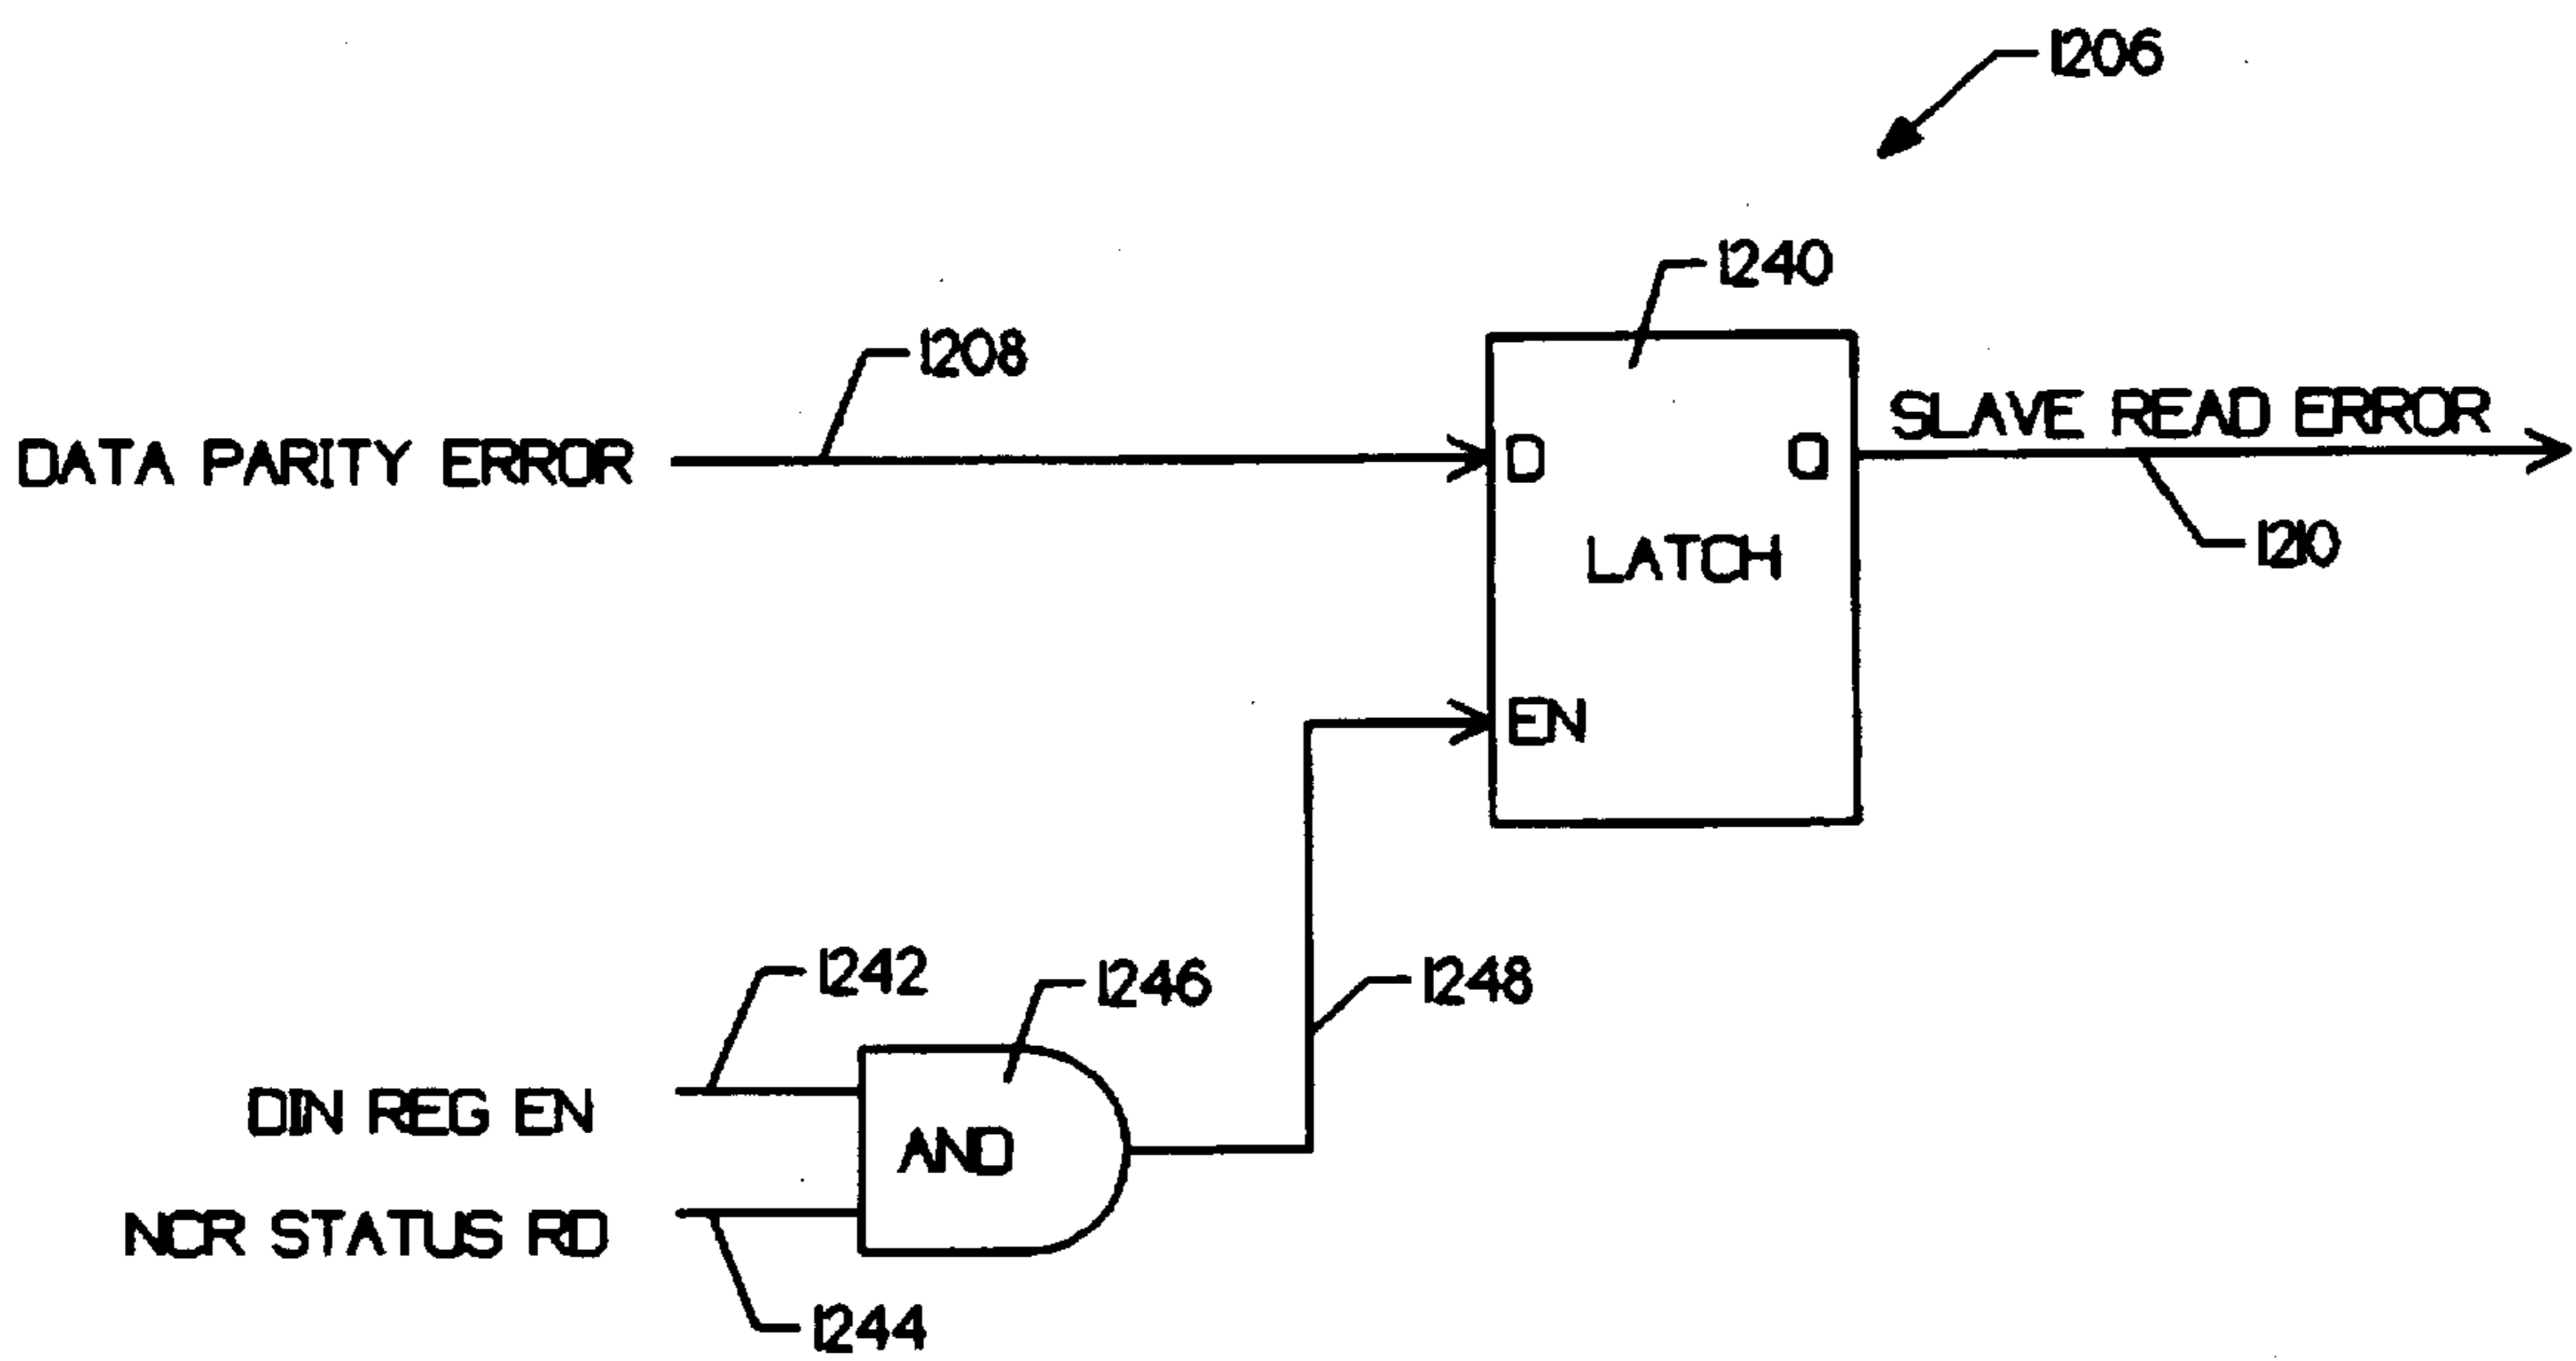 1206
1240
1208
SLAVE READ ERROR
DATA PARITY ERROR
D
Q
1210
LATCH
EN
1242
1246
1248
DIN REG EN
AND
NCR STATUS RD
1244